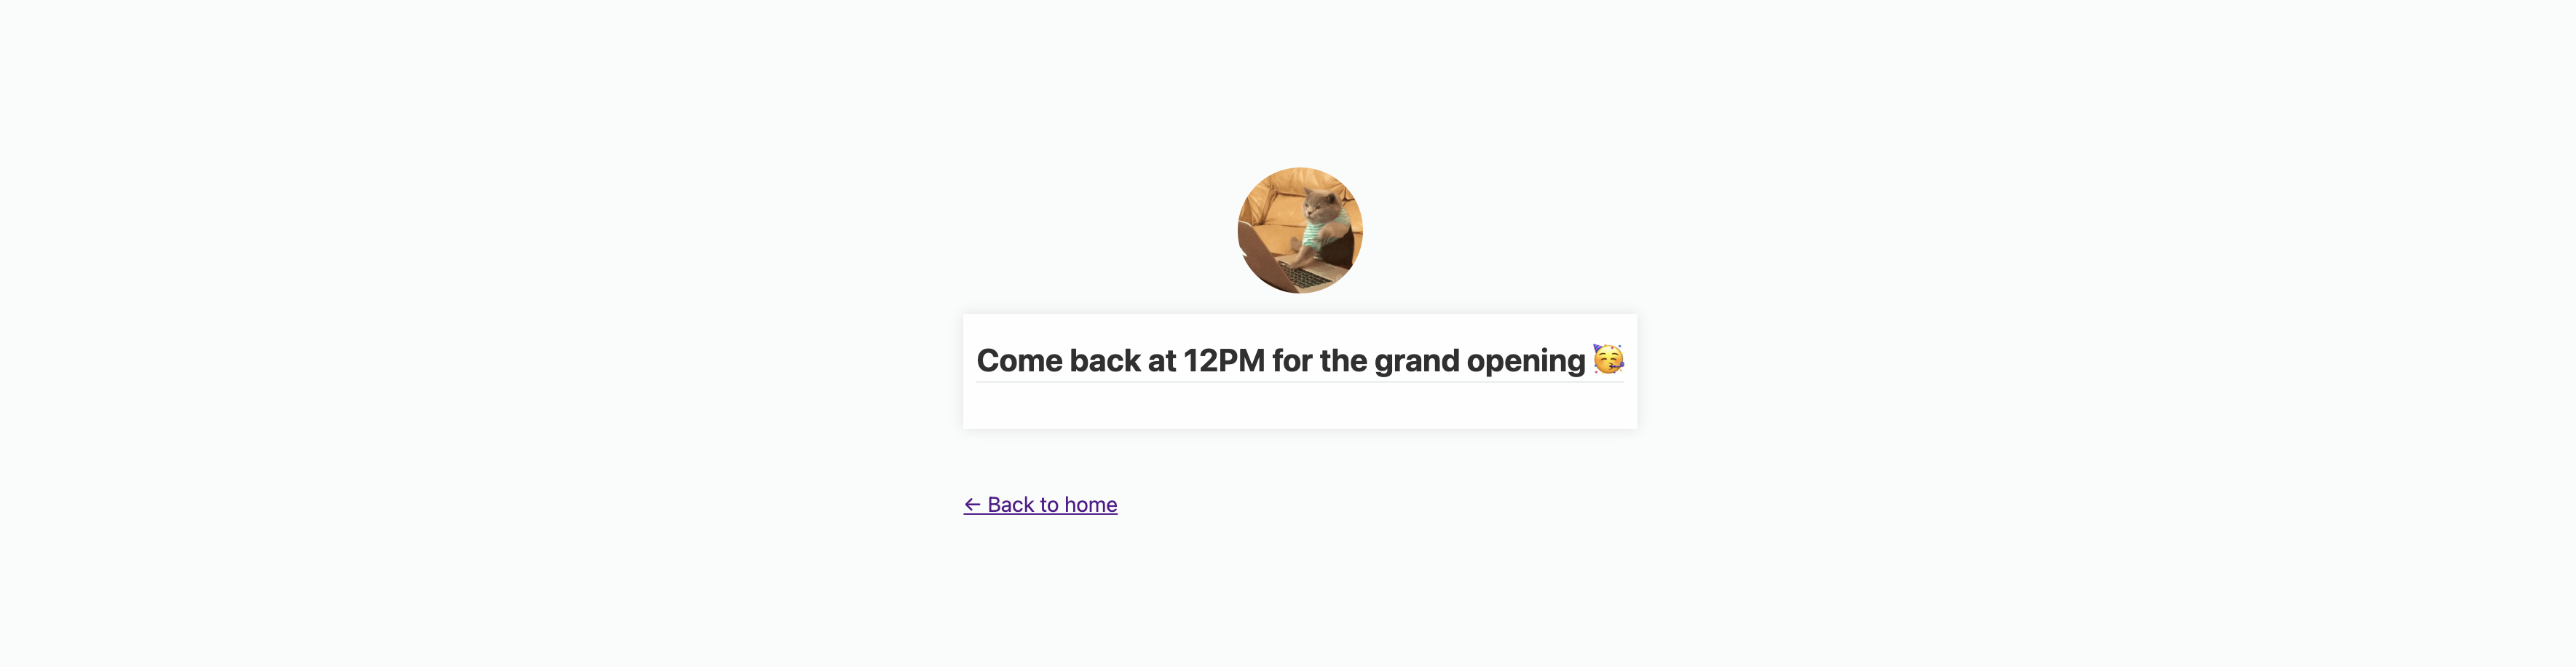 Come back at 12PM for the grand opening 🥳
← Back to home